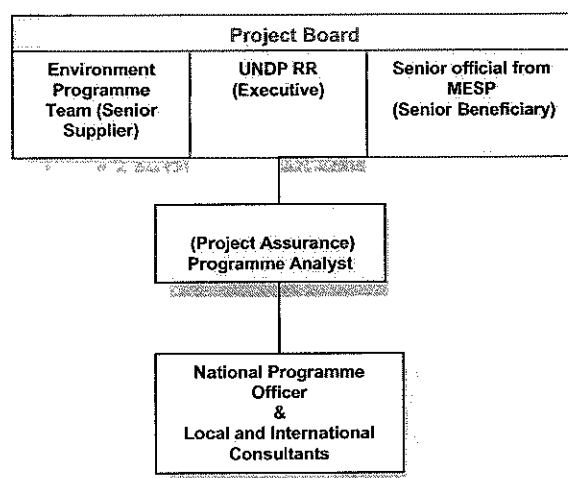 Project Board
Environment
Programme
Team (Senior
Supplier)
UNDP RR
(Executive)
Senior official from
MESP
(Senior Beneficiary)
(Project Assurance)
Programme Analyst
National Programme
Officer
&
Local and International
Consultants